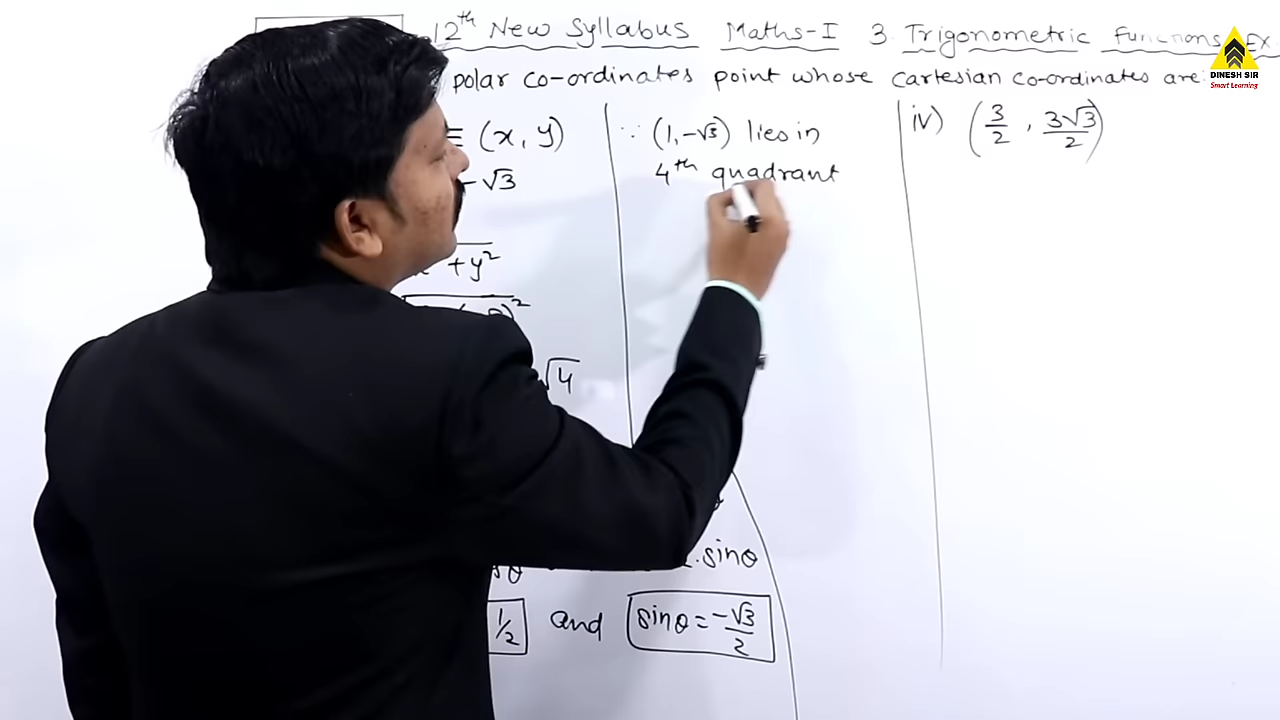 12th New Syllabus Maths-I 3. Trigonometric Functions Ex.
polar co-ordinates point whose cartesian co-ordinates are:
DINESH SIR
Smart Learning
≡ (x, y)
-√3
+y²
√4
1/2 and sinθ = -√3/2
∵ (1,-√3) lies in
4th quadrant
.sinθ
iv) (3/2 , 3√3/2)